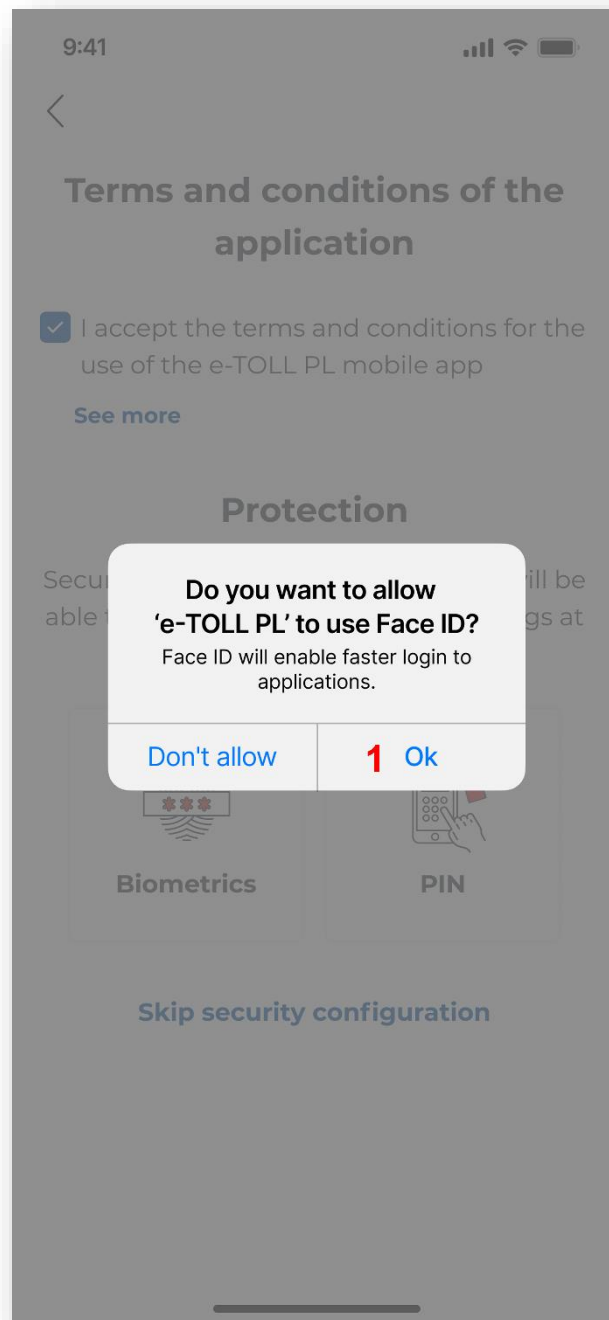 9:41
Terms and conditions of the
application
I accept the terms and conditions for the
use of the e-TOLL PL mobile app
See more
Protection
Secu ill be
able gs at
Do you want to allow
‘e-TOLL PL’ to use Face ID?
Face ID will enable faster login to
applications.
Don't allow
1 Ok
***
Biometrics
PIN
Skip security configuration